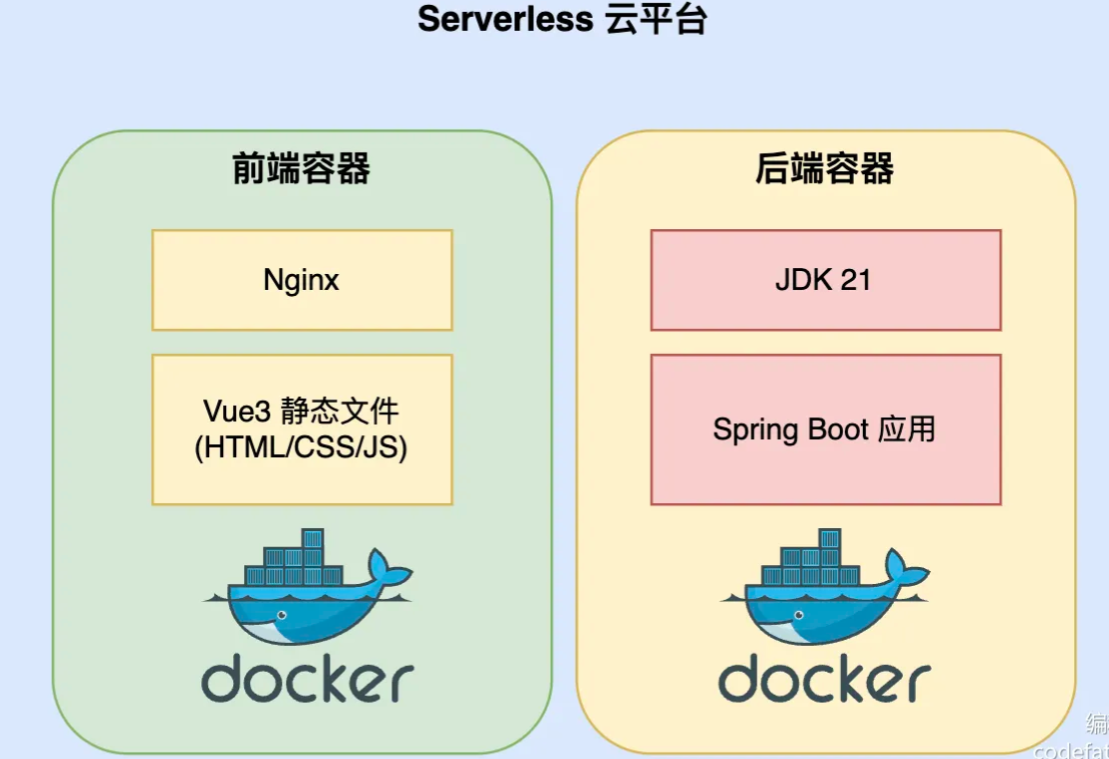 Serverless 云平台
前端容器
Nginx
Vue3 静态文件
(HTML/CSS/JS)
docker
后端容器
JDK 21
Spring Boot 应用
docker
编
codefat